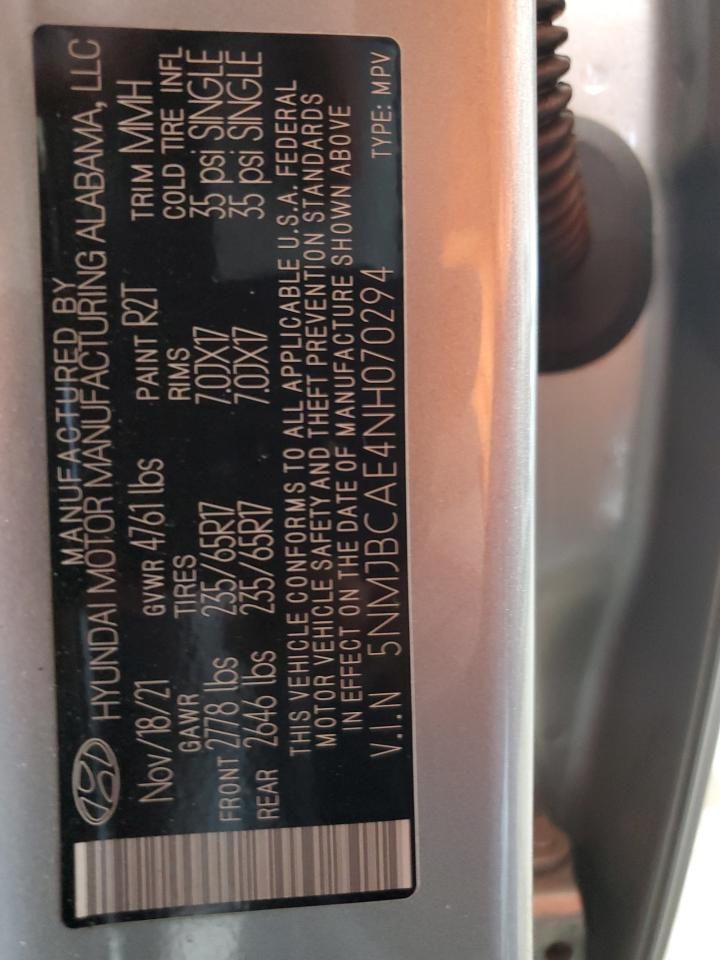 MANUFACTURED BY
HYUNDAI MOTOR MANUFACTURING ALABAMA, LLC
Nov/18/21 GVWR 4761 lbs PAINT R2T TRIM MMH
GAWR TIRES RIMS COLD TIRE INFL
FRONT 2778 lbs 235/65R17 7.0JX17 35 psi SINGLE
REAR 2646 lbs 235/65R17 7.0JX17 35 psi SINGLE
THIS VEHICLE CONFORMS TO ALL APPLICABLE U.S.A. FEDERAL
MOTOR VEHICLE SAFETY AND THEFT PREVENTION STANDARDS
IN EFFECT ON THE DATE OF MANUFACTURE SHOWN ABOVE
V.I.N 5NMJBCAE4NH070294 TYPE: MPV